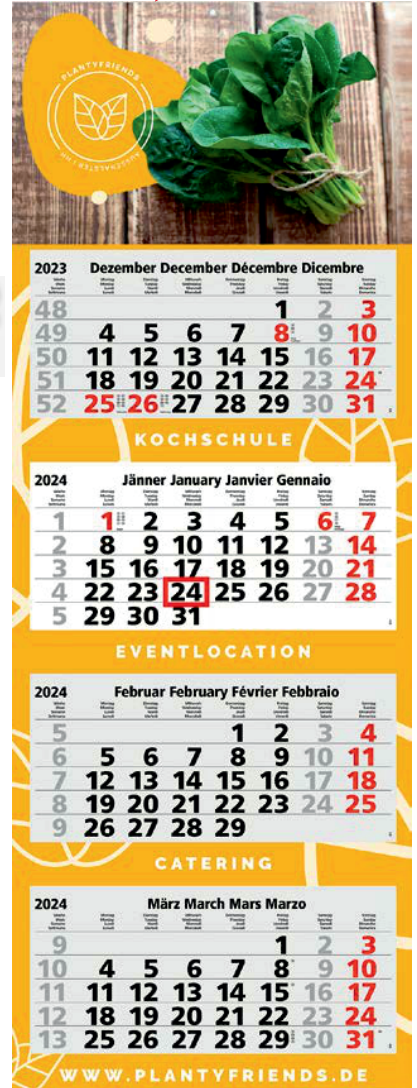 PLANTYFRIENDS
AUSSENALSTER | HH
2023 Dezember December Décembre Dicembre
48 1 2 3
49 4 5 6 7 8 9 10
50 11 12 13 14 15 16 17
51 18 19 20 21 22 23 24
52 25 26 27 28 29 30 31
KOCHSCHULE
2024 Jänner January Janvier Gennaio
1 1 2 3 4 5 6 7
2 8 9 10 11 12 13 14
3 15 16 17 18 19 20 21
4 22 23 24 25 26 27 28
5 29 30 31
EVENTLOCATION
2024 Februar February Février Febbraio
5 1 2 3 4
6 5 6 7 8 9 10 11
7 12 13 14 15 16 17 18
8 19 20 21 22 23 24 25
9 26 27 28 29
CATERING
2024 März March Mars Marzo
9 1 2 3
10 4 5 6 7 8 9 10
11 11 12 13 14 15 16 17
12 18 19 20 21 22 23 24
13 25 26 27 28 29 30 31
WWW.PLANTYFRIENDS.DE